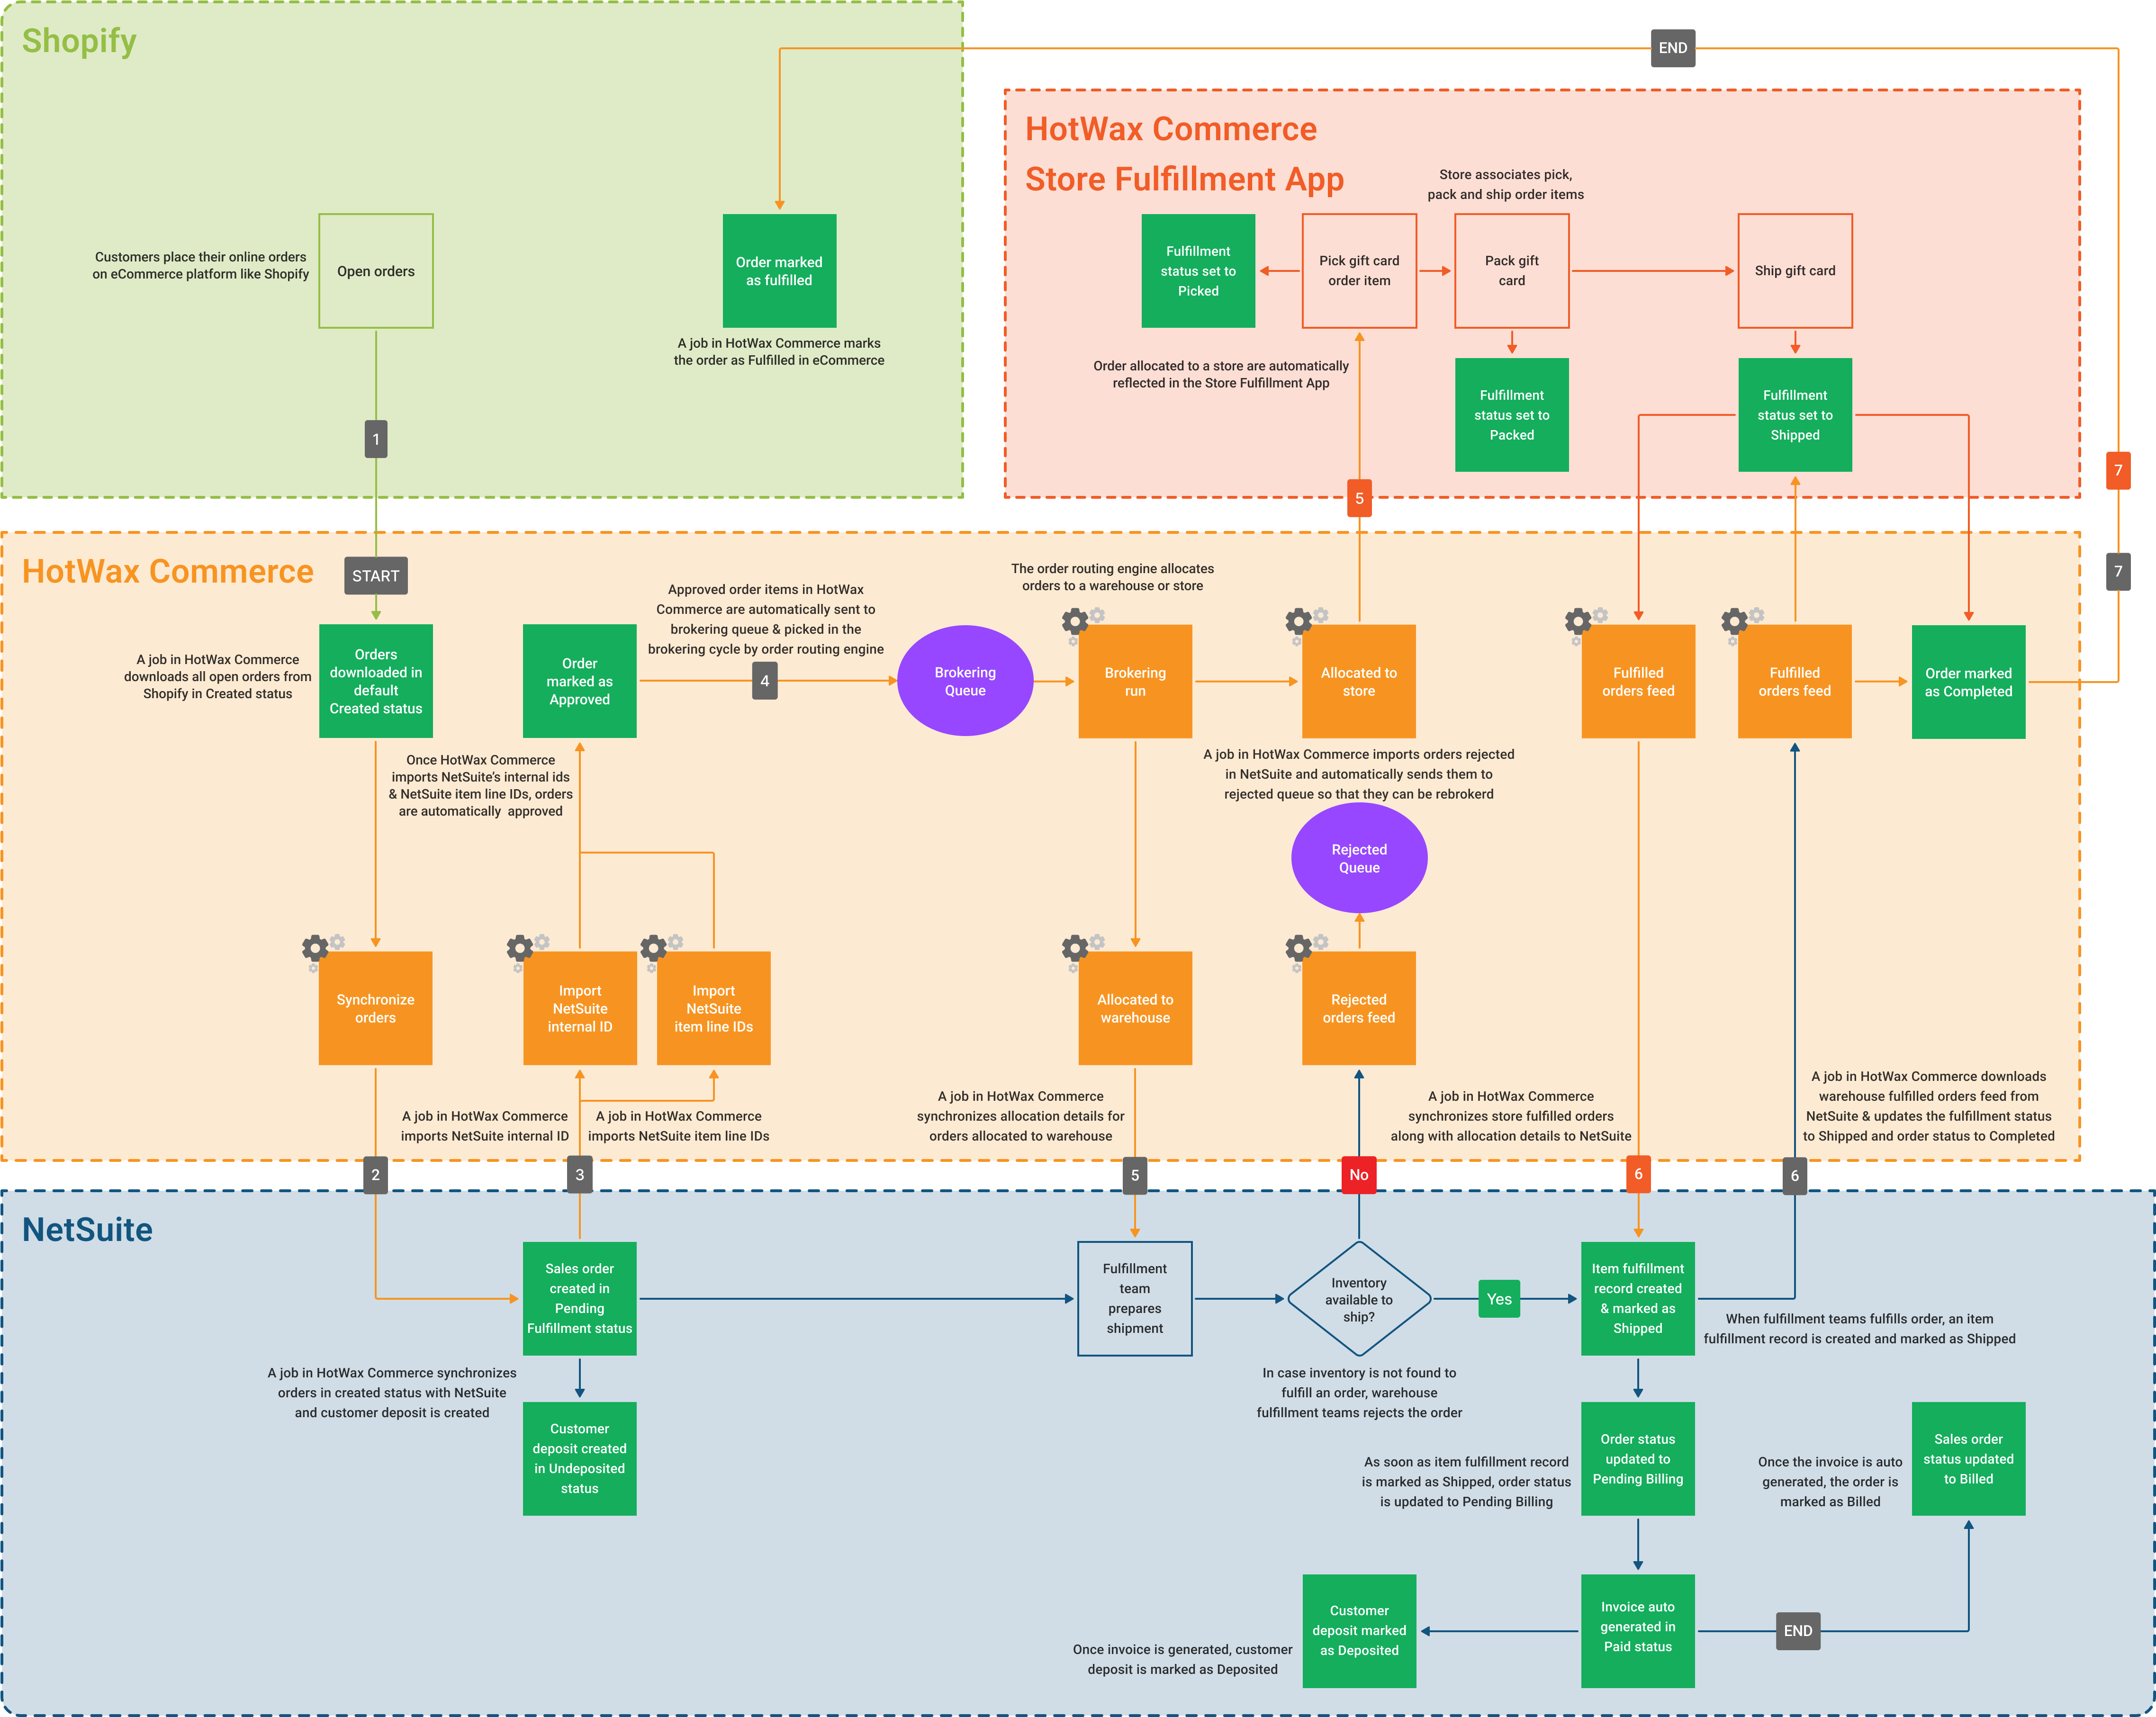 Shopify
END
Customers place their online orders
on eCommerce platform like Shopify
Open orders
Order marked
as fulfilled
A job in HotWax Commerce marks
the order as Fulfilled in eCommerce
1
HotWax Commerce
Store Fulfillment App
Store associates pick,
pack and ship order items
Fulfillment
status set to
Picked
Pick gift card
order item
Pack gift
card
Ship gift card
Order allocated to a store are automatically
reflected in the Store Fulfillment App
Fulfillment
status set to
Packed
Fulfillment
status set to
Shipped
5
7
7
HotWax Commerce
START
A job in HotWax Commerce
downloads all open orders from
Shopify in Created status
Orders
downloaded in
default
Created status
Order
marked as
Approved
Approved order items in HotWax
Commerce are automatically sent to
brokering queue & picked in the
brokering cycle by order routing engine
4
Brokering
Queue
The order routing engine allocates
orders to a warehouse or store
Brokering
run
Allocated to
store
Fulfilled
orders feed
Fulfilled
orders feed
Order marked
as Completed
Once HotWax Commerce
imports NetSuite's internal ids
& NetSuite item line IDs, orders
are automatically approved
A job in HotWax Commerce imports orders rejected
in NetSuite and automatically sends them to
rejected queue so that they can be rebrokerd
Rejected
Queue
Synchronize
orders
Import
NetSuite
internal ID
Import
NetSuite
item line IDs
Allocated to
warehouse
Rejected
orders feed
A job in HotWax Commerce
imports NetSuite internal ID
A job in HotWax Commerce
imports NetSuite item line IDs
A job in HotWax Commerce
synchronizes allocation details for
orders allocated to warehouse
A job in HotWax Commerce
synchronizes store fulfilled orders
along with allocation details to NetSuite
A job in HotWax Commerce downloads
warehouse fulfilled orders feed from
NetSuite & updates the fulfillment status
to Shipped and order status to Completed
2
3
5
No
6
6
NetSuite
Sales order
created in
Pending
Fulfillment status
Fulfillment
team
prepares
shipment
Inventory
available to
ship?
Yes
Item fulfillment
record created
& marked as
Shipped
When fulfillment teams fulfills order, an item
fulfillment record is created and marked as Shipped
A job in HotWax Commerce synchronizes
orders in created status with NetSuite
and customer deposit is created
Customer
deposit created
in Undeposited
status
In case inventory is not found to
fulfill an order, warehouse
fulfillment teams rejects the order
As soon as item fulfillment record
is marked as Shipped, order status
is updated to Pending Billing
Order status
updated to
Pending Billing
Once the invoice is auto
generated, the order is
marked as Billed
Sales order
status updated
to Billed
Once invoice is generated, customer
deposit is marked as Deposited
Customer
deposit marked
as Deposited
Invoice auto
generated in
Paid status
END